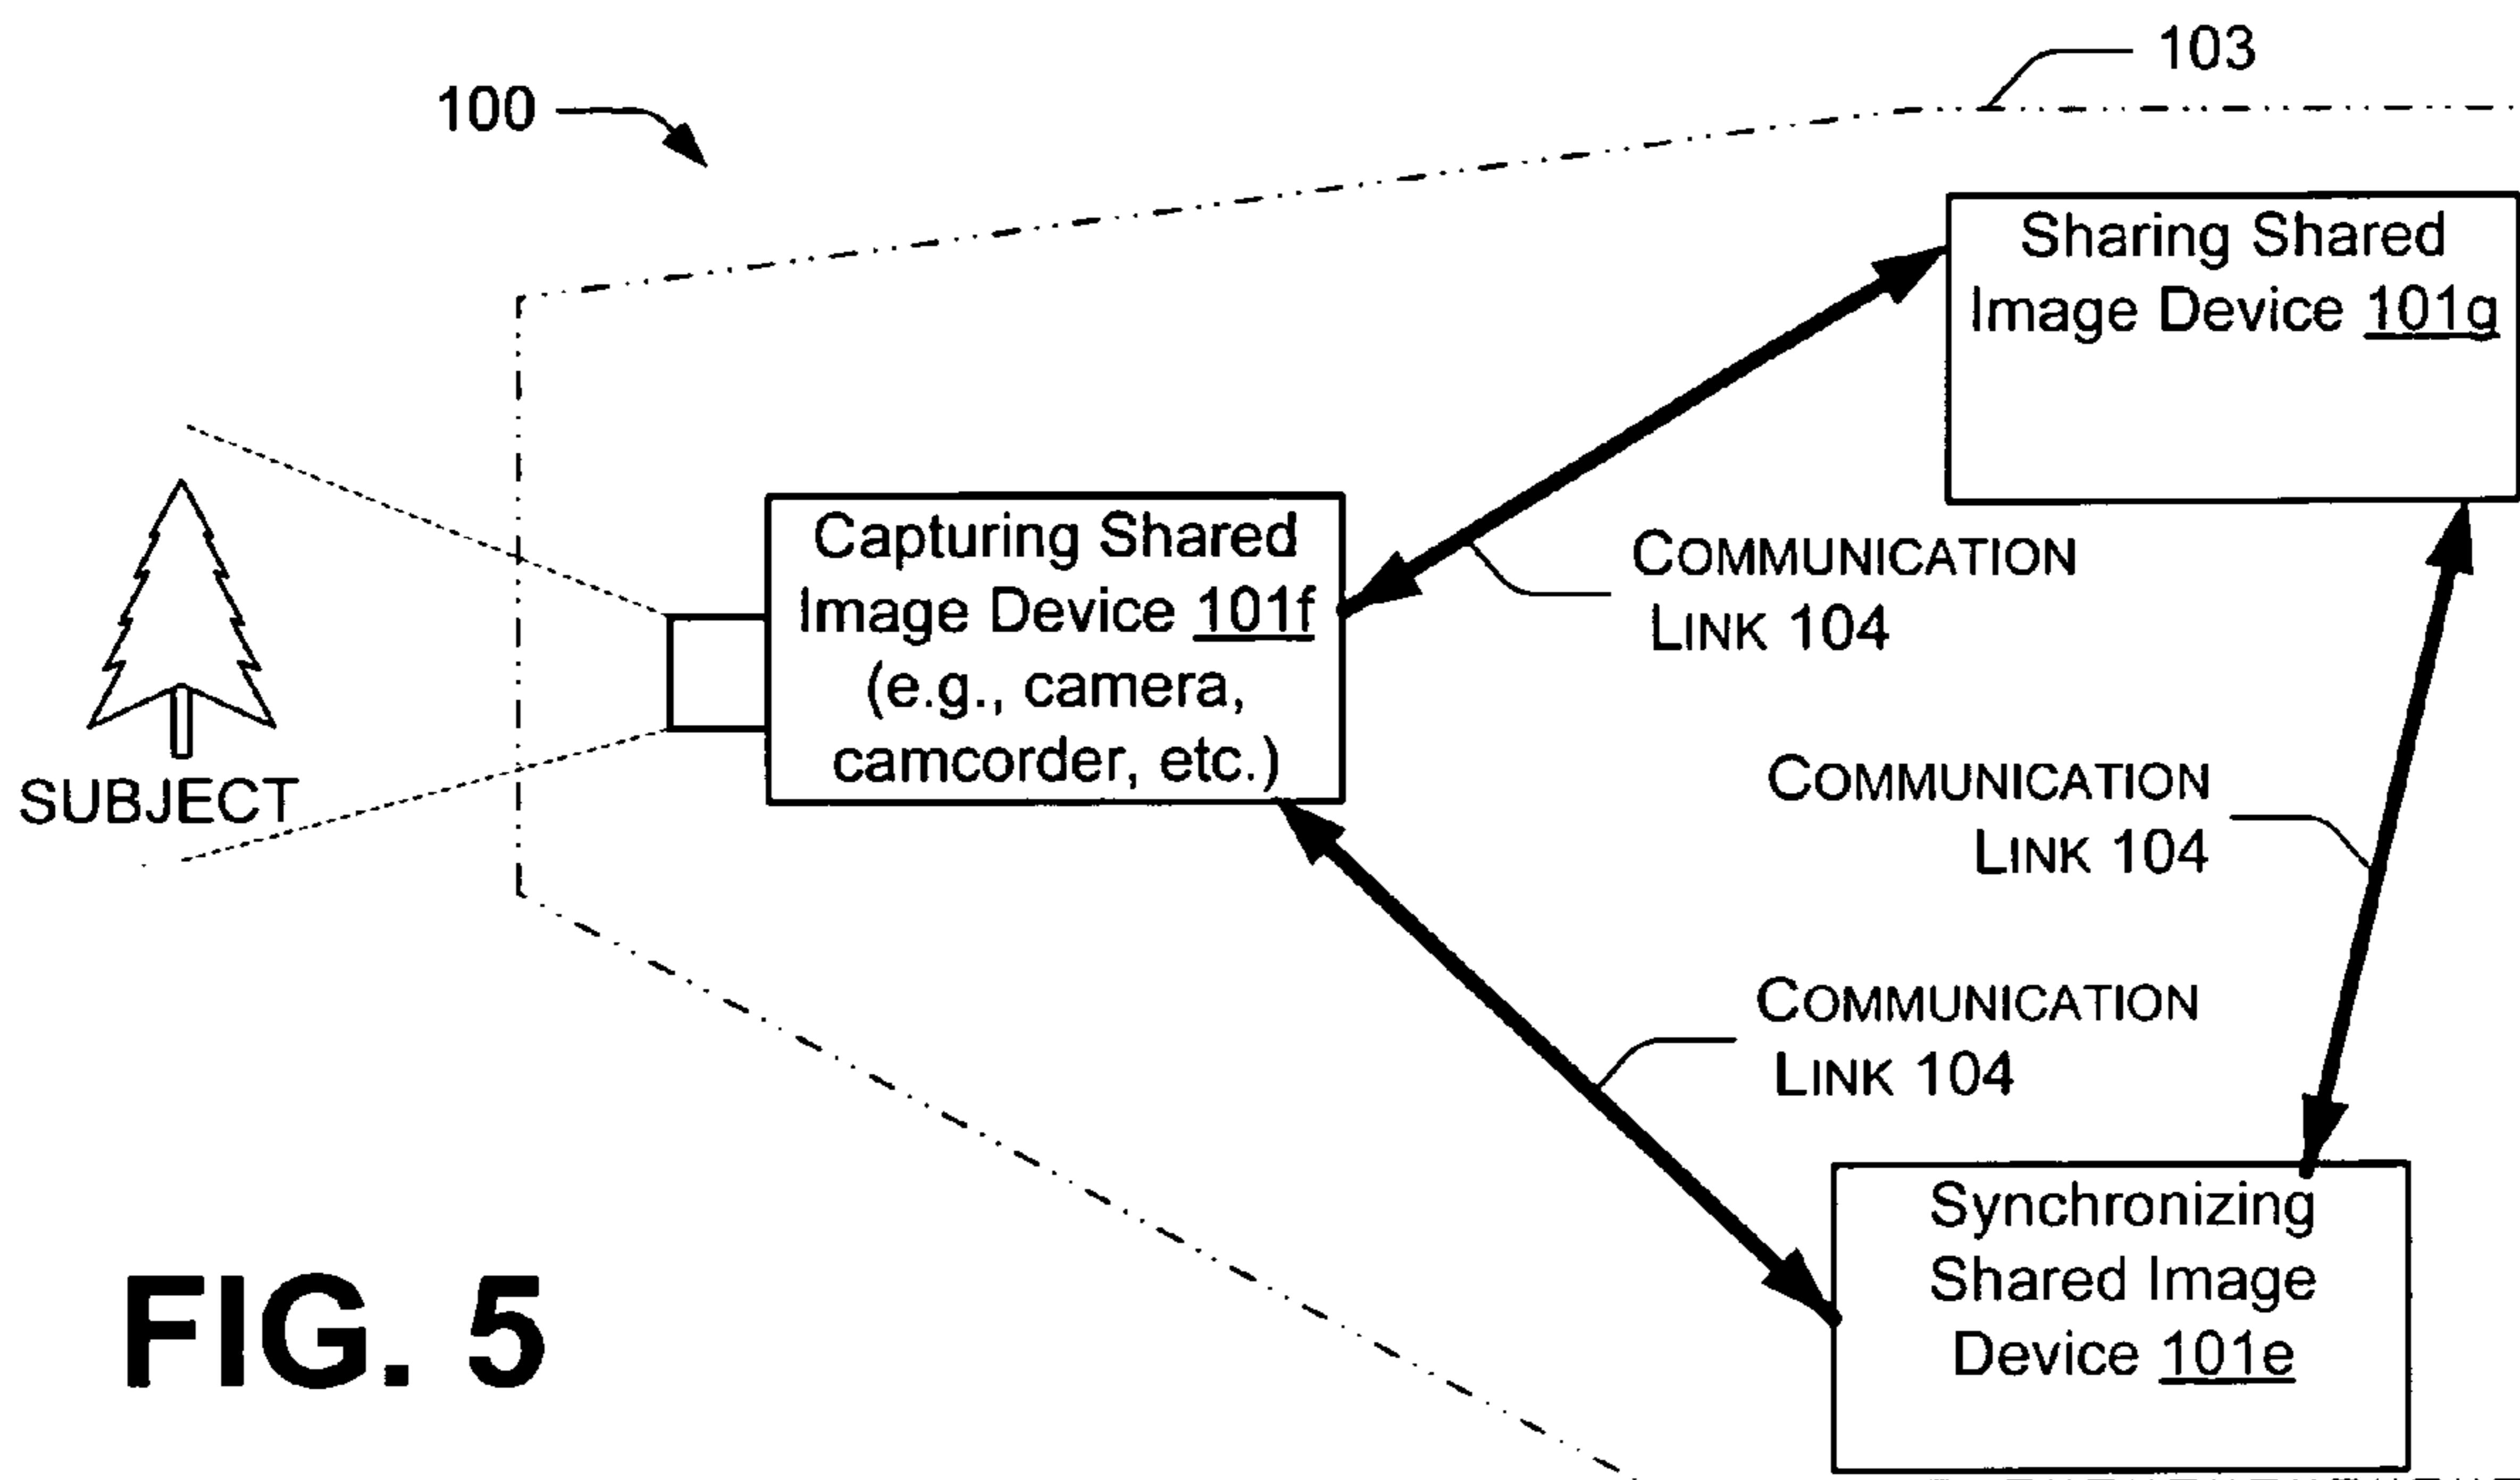 103
100
Sharing Shared
Image Device 101g
Capturing Shared
Image Device 101f
(e.g., camera,
camcorder, etc.)
COMMUNICATION
LINK 104
SUBJECT
COMMUNICATION
LINK 104
COMMUNICATION
LINK 104
Synchronizing
Shared Image
Device 101e
FIG. 5